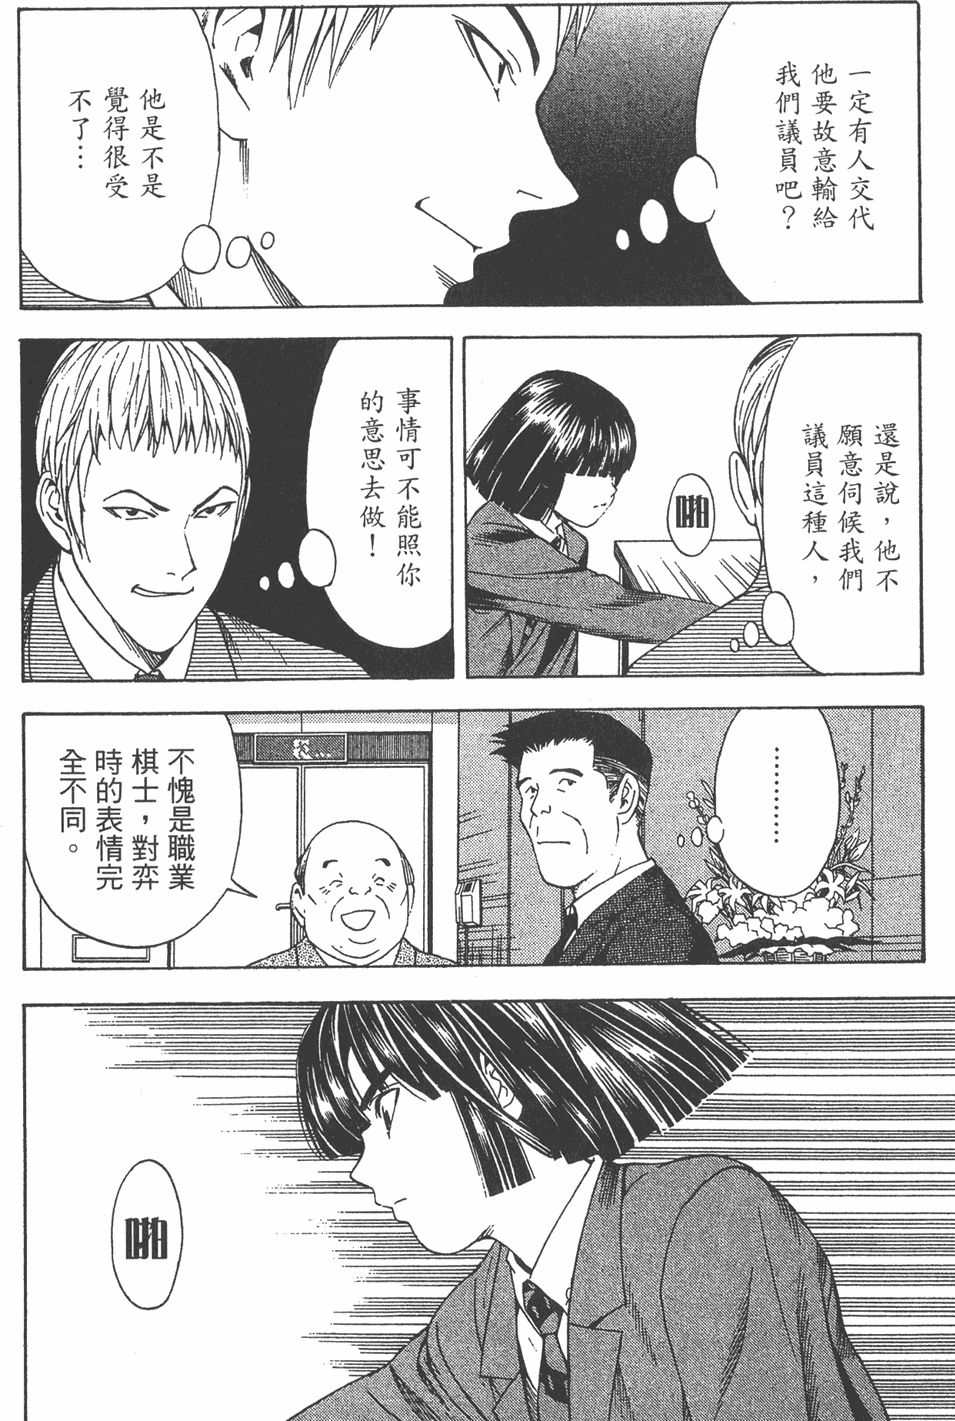 一定有人交代
他要故意輸給
我們議員吧？
他是不是
覺得很受
不了…
還是說，他不
願意伺候我們
議員這種人，
啪
事情可不能照你
的意思去做！
………
不愧是職業
棋士，對弈
時的表情完
全不同。
啪